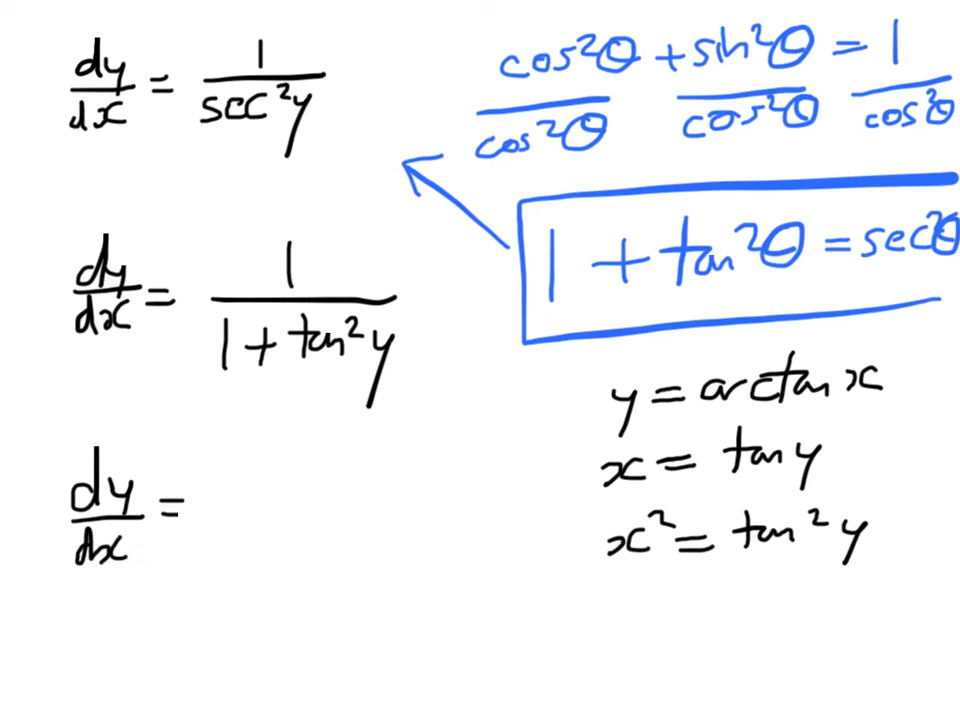 dy/dx = 1/sec²y
cos²θ/cos²θ + sin²θ/cos²θ = 1/cos²θ
1 + tan²θ = sec²θ
dy/dx = 1/(1 + tan²y)
y = arctan x
x = tan y
x² = tan²y
dy/dx =